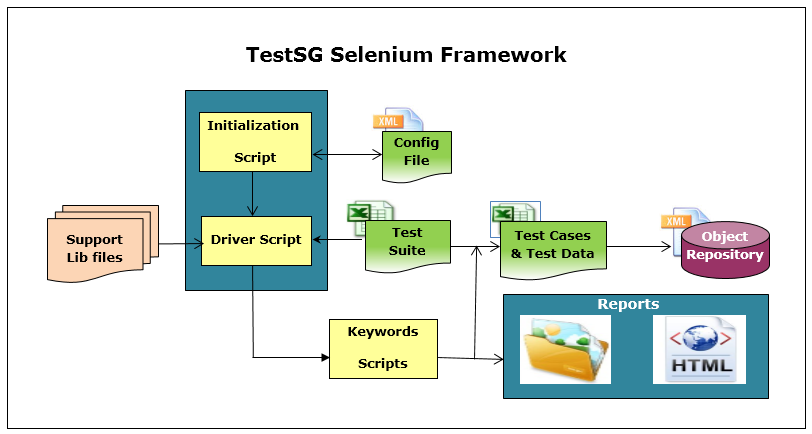 TestSG Selenium Framework
Initialization
Script
XML
Config
File
Support
Lib files
Driver Script
Test
Suite
Test Cases
& Test Data
XML
Object
Repository
Keywords
Scripts
Reports
HTML